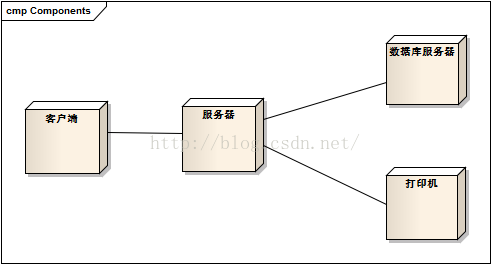 cmp Components
数据库服务器
客户端
服务器
http://blog.csdn.net/
打印机